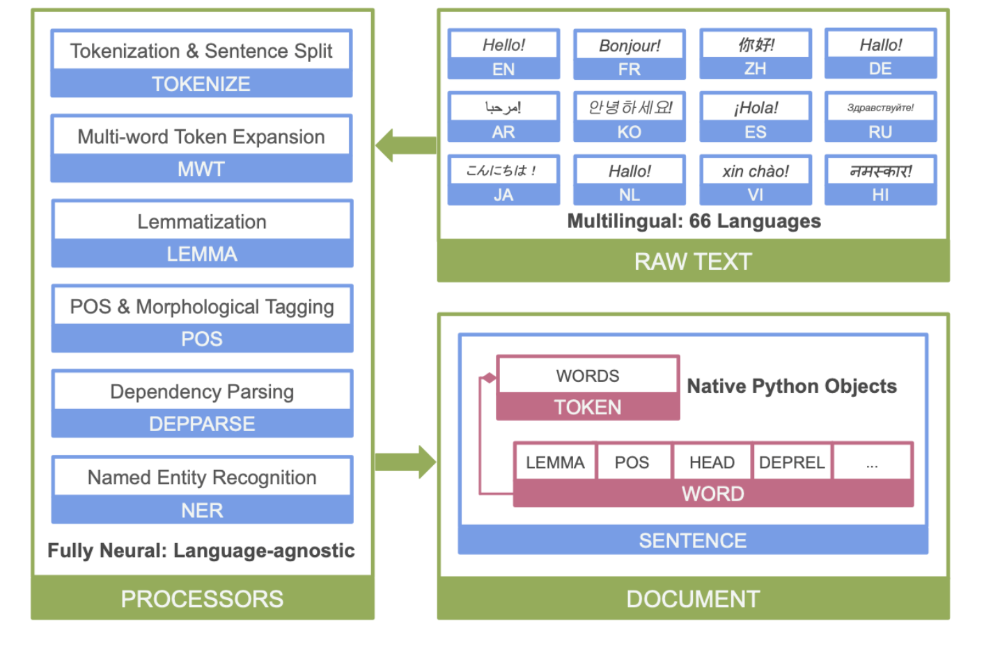 Tokenization & Sentence Split
TOKENIZE
Multi-word Token Expansion
MWT
Lemmatization
LEMMA
POS & Morphological Tagging
POS
Dependency Parsing
DEPPARSE
Named Entity Recognition
NER
Fully Neural: Language-agnostic
PROCESSORS
Hello!
EN
Bonjour!
FR
你好!
ZH
Hallo!
DE
مرحبا!
AR
안녕하세요!
KO
¡Hola!
ES
Здравствуйте!
RU
こんにちは！
JA
Hallo!
NL
xin chào!
VI
नमस्कार!
HI
Multilingual: 66 Languages
RAW TEXT
WORDS
TOKEN
Native Python Objects
LEMMA
POS
HEAD
DEPREL
...
WORD
SENTENCE
DOCUMENT